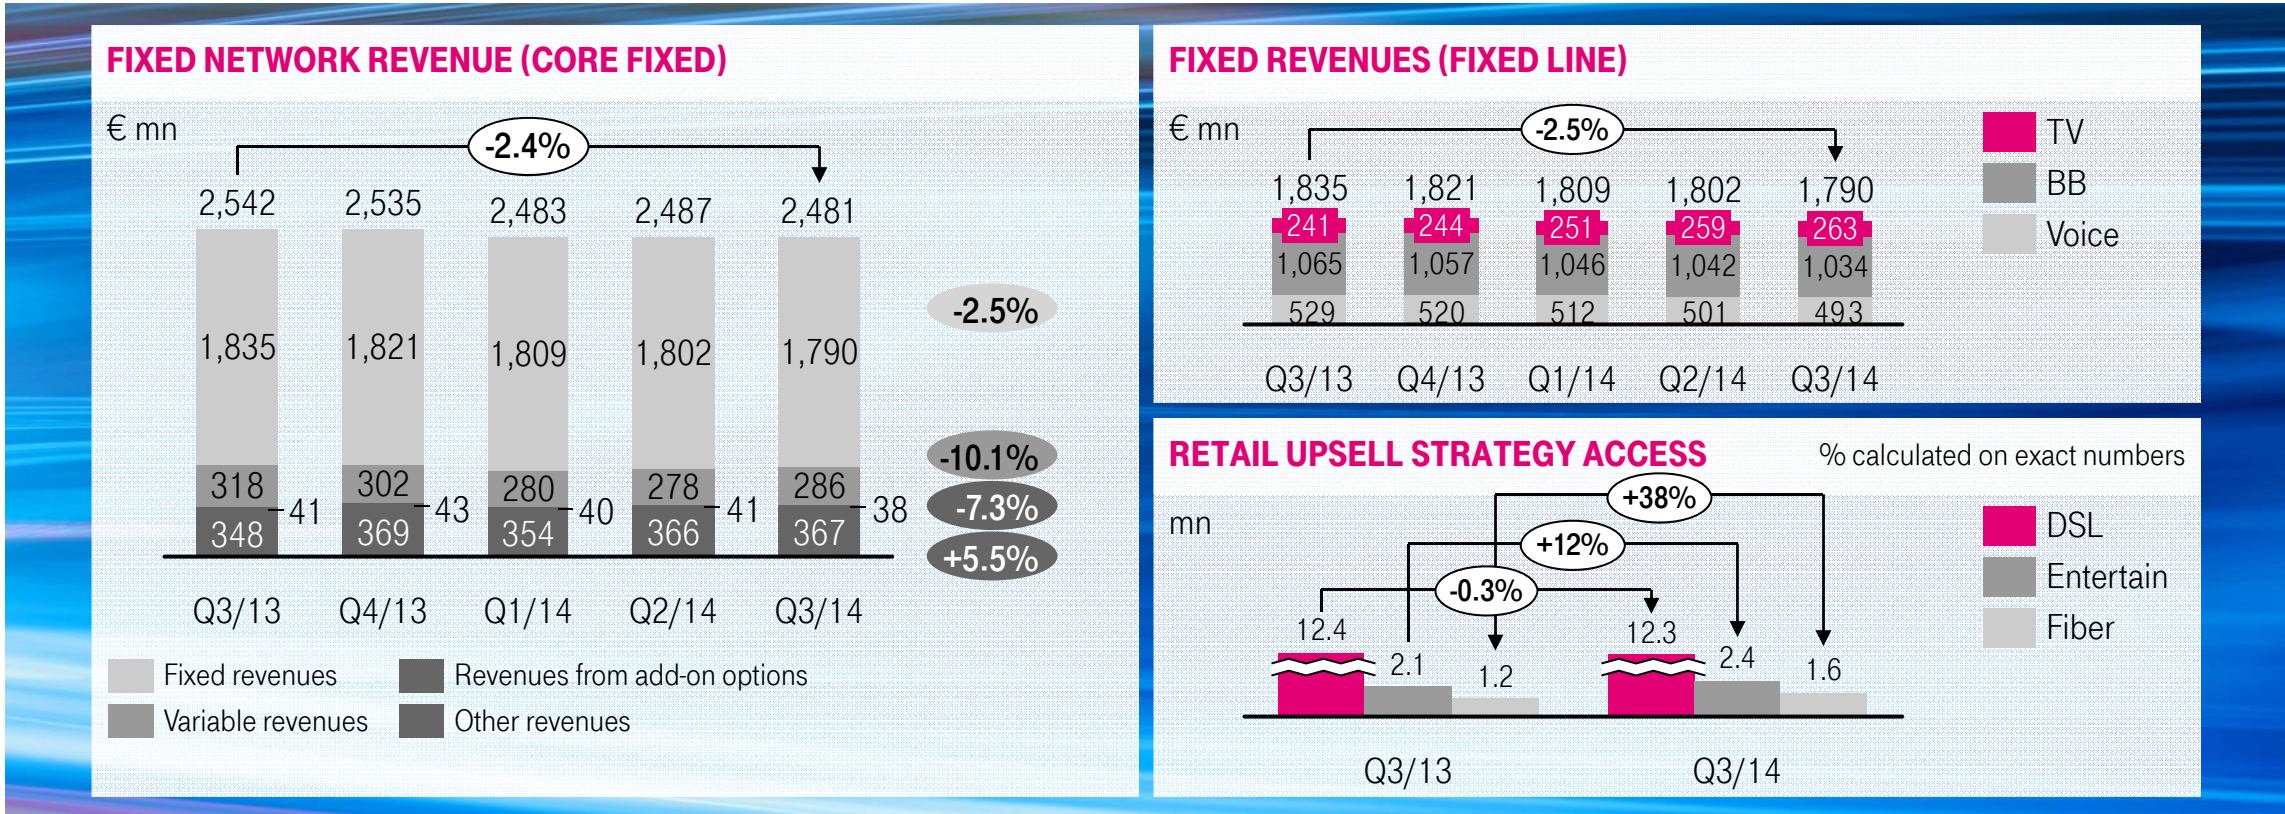 FIXED NETWORK REVENUE (CORE FIXED)
€ mn
-2.4%
2,542 2,535 2,483 2,487 2,481
-2.5%
1,835 1,821 1,809 1,802 1,790
-10.1%
318 302 280 278 286
41 43 40 41 38
-7.3%
348 369 354 366 367
+5.5%
Q3/13 Q4/13 Q1/14 Q2/14 Q3/14
Fixed revenues Revenues from add-on options
Variable revenues Other revenues
FIXED REVENUES (FIXED LINE)
€ mn
-2.5%
TV
BB
Voice
1,835 1,821 1,809 1,802 1,790
241 244 251 259 263
1,065 1,057 1,046 1,042 1,034
529 520 512 501 493
Q3/13 Q4/13 Q1/14 Q2/14 Q3/14
RETAIL UPSELL STRATEGY ACCESS % calculated on exact numbers
mn
+38%
+12%
-0.3%
DSL
Entertain
Fiber
12.4 2.1 1.2 12.3 2.4 1.6
Q3/13 Q3/14